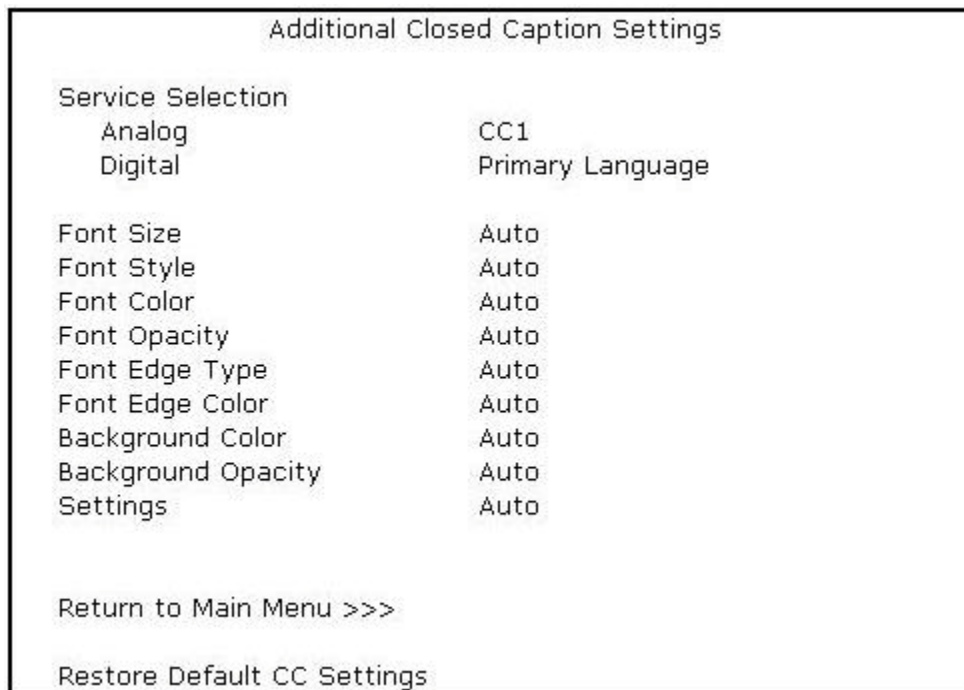 Additional Closed Caption Settings
Service Selection
Analog CC1
Digital Primary Language
Font Size Auto
Font Style Auto
Font Color Auto
Font Opacity Auto
Font Edge Type Auto
Font Edge Color Auto
Background Color Auto
Background Opacity Auto
Settings Auto
Return to Main Menu >>>
Restore Default CC Settings